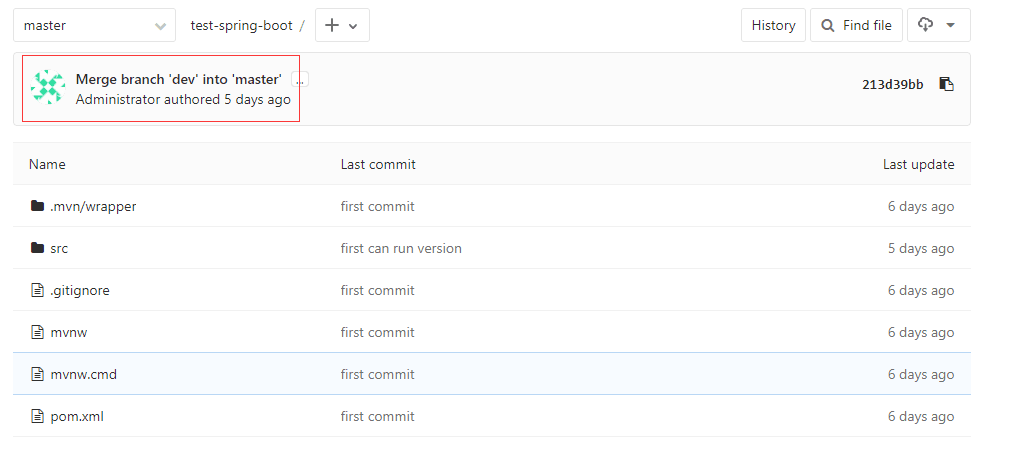 master test-spring-boot / History Find file
Merge branch 'dev' into 'master' ...
Administrator authored 5 days ago
213d39bb
Name Last commit Last update
.mvn/wrapper first commit 6 days ago
src first can run version 5 days ago
.gitignore first commit 6 days ago
mvnw first commit 6 days ago
mvnw.cmd first commit 6 days ago
pom.xml first commit 6 days ago